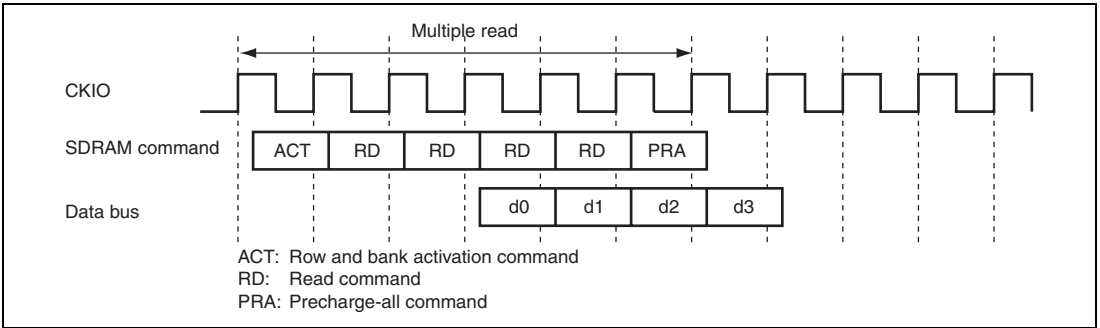 Multiple read
CKIO
SDRAM command ACT RD RD RD RD PRA
Data bus d0 d1 d2 d3
ACT: Row and bank activation command
RD: Read command
PRA: Precharge-all command